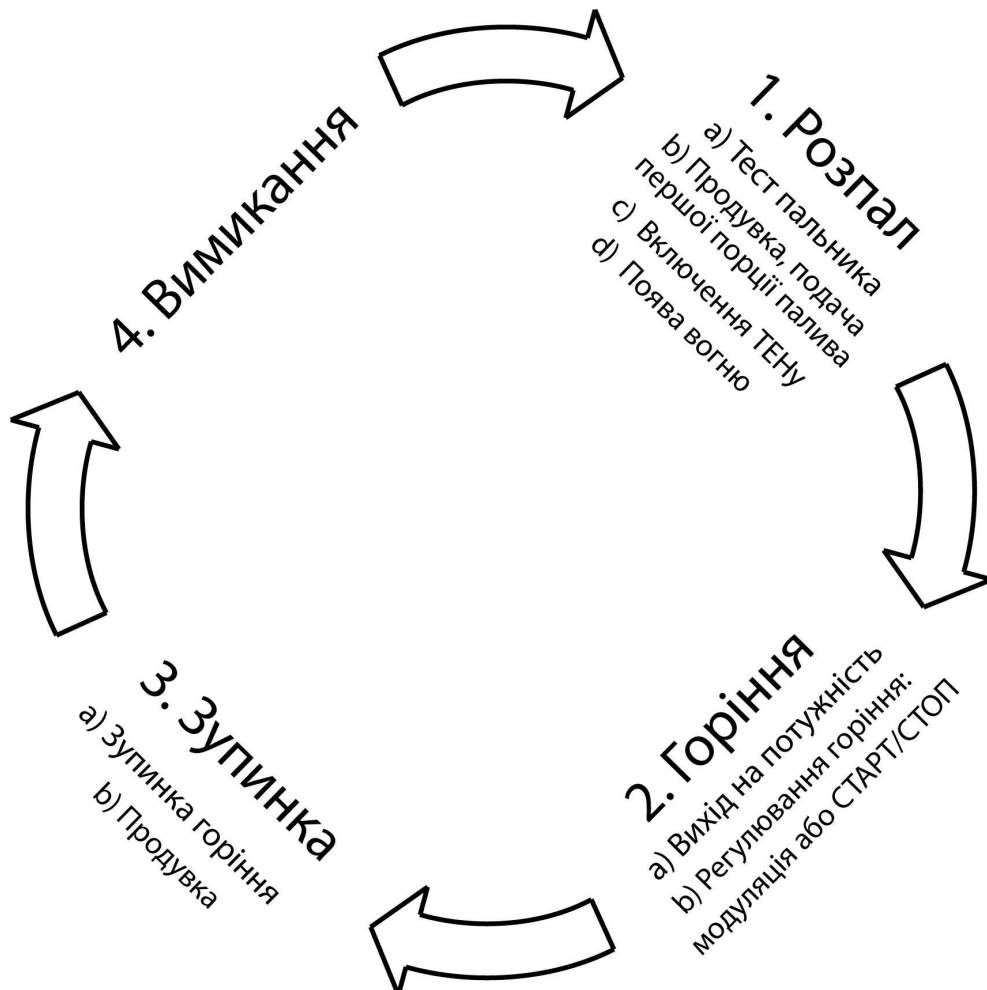 1. Розпал
a) Тест пальника
b) Продувка, подача
першої порції палива
c) Включення ТЕНу
d) Поява вогню
2. Горіння
a) Вихід на потужність
b) Регулювання горіння:
модуляція або СТАРТ/СТОП
3. Зупинка
a) Зупинка горіння
b) Продувка
4. Вимикання